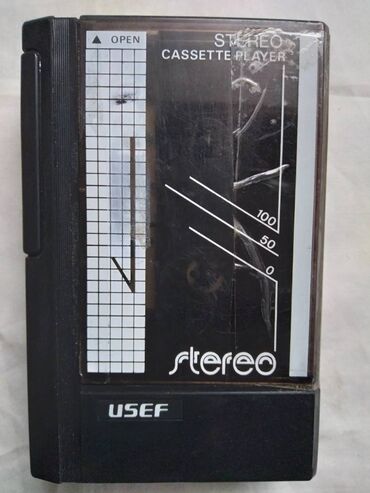 ▲ OPEN
STEREO
CASSETTE PLAYER
100
50
0
stereo
USEF